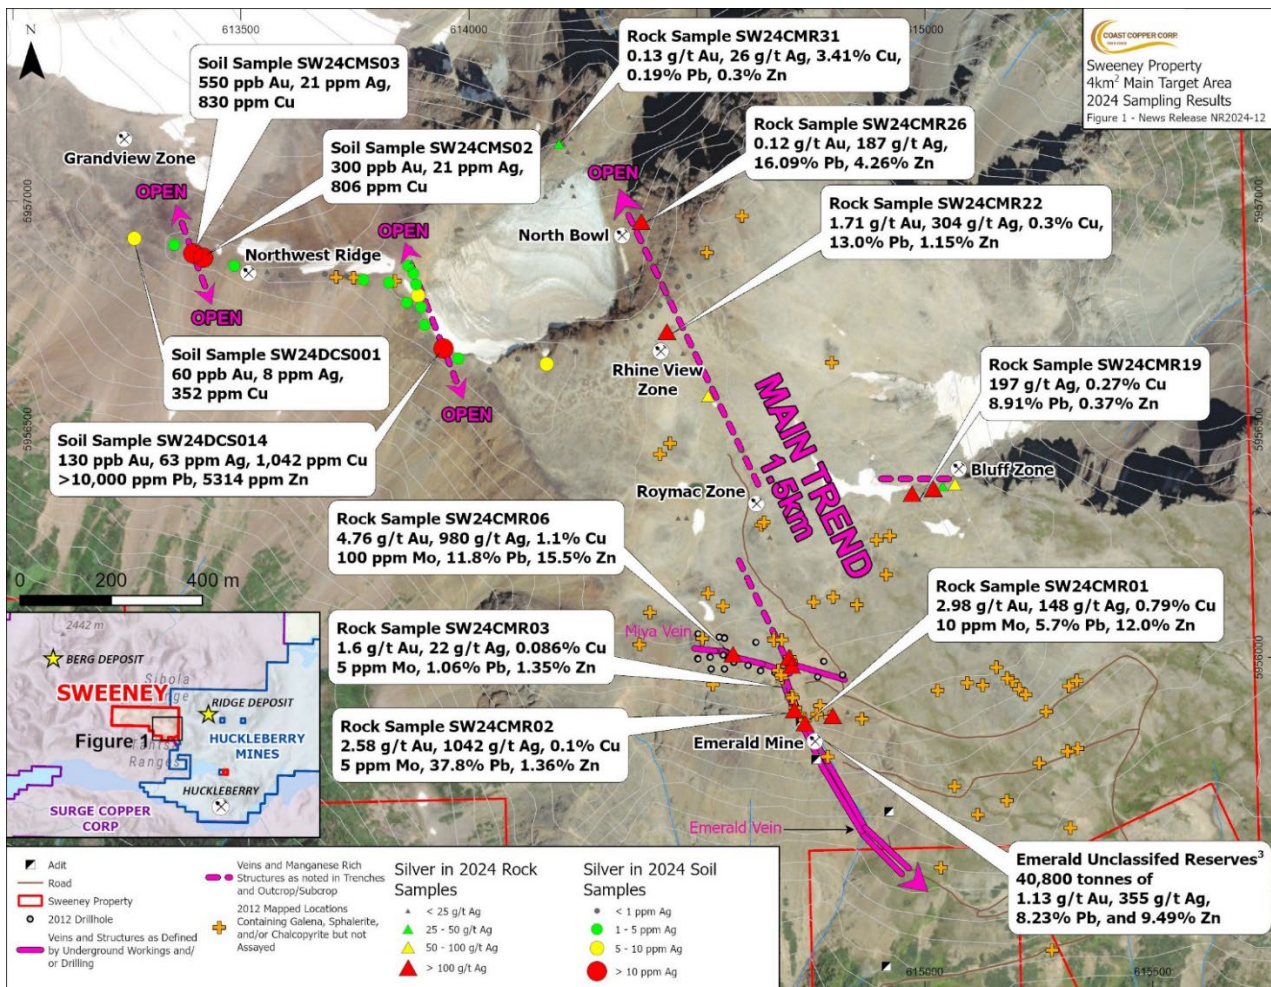 N
613500
614000
615000
COAST COPPER CORP.
Sweeney Property
4km² Main Target Area
2024 Sampling Results
Figure 1 - News Release NR2024-12
Soil Sample SW24CMS03
550 ppb Au, 21 ppm Ag,
830 ppm Cu
Rock Sample SW24CMR31
0.13 g/t Au, 26 g/t Ag, 3.41% Cu,
0.19% Pb, 0.3% Zn
Grandview Zone
Soil Sample SW24CMS02
300 ppb Au, 21 ppm Ag,
806 ppm Cu
Rock Sample SW24CMR26
0.12 g/t Au, 187 g/t Ag,
16.09% Pb, 4.26% Zn
5957000
5957000
OPEN
OPEN
Rock Sample SW24CMR22
1.71 g/t Au, 304 g/t Ag, 0.3% Cu,
13.0% Pb, 1.15% Zn
OPEN
North Bowl
Northwest Ridge
OPEN
Soil Sample SW24DCS001
60 ppb Au, 8 ppm Ag,
352 ppm Cu
Rhine View
Zone
Rock Sample SW24CMR19
197 g/t Ag, 0.27% Cu
8.91% Pb, 0.37% Zn
OPEN
5956500
5956500
Soil Sample SW24DCS014
130 ppb Au, 63 ppm Ag, 1,042 ppm Cu
>10,000 ppm Pb, 5314 ppm Zn
MAIN TREND
1.5km
Bluff Zone
Roymac Zone
Rock Sample SW24CMR06
4.76 g/t Au, 980 g/t Ag, 1.1% Cu
100 ppm Mo, 11.8% Pb, 15.5% Zn
0 200 400 m
Rock Sample SW24CMR01
2.98 g/t Au, 148 g/t Ag, 0.79% Cu
10 ppm Mo, 5.7% Pb, 12.0% Zn
Miya Vein
Rock Sample SW24CMR03
1.6 g/t Au, 22 g/t Ag, 0.086% Cu
5 ppm Mo, 1.06% Pb, 1.35% Zn
Rock Sample SW24CMR02
2.58 g/t Au, 1042 g/t Ag, 0.1% Cu
5 ppm Mo, 37.8% Pb, 1.36% Zn
Emerald Mine
Emerald Vein
Emerald Unclassifed Reserves³
40,800 tonnes of
1.13 g/t Au, 355 g/t Ag,
8.23% Pb, and 9.49% Zn
2442 m
BERG DEPOSIT
Sibola
SWEENEY
RIDGE DEPOSIT
Figure 1
Ranges
HUCKLEBERRY
MINES
HUCKLEBERRY
SURGE COPPER
CORP
Adit
Road
Sweeney Property
2012 Drillhole
Veins and Structures as Defined
by Underground Workings and/
or Drilling
Veins and Manganese Rich
Structures as noted in Trenches
and Outcrop/Subcrop
2012 Mapped Locations
Containing Galena, Sphalerite,
and/or Chalcopyrite but not
Assayed
Silver in 2024 Rock
Samples
< 25 g/t Ag
25 - 50 g/t Ag
50 - 100 g/t Ag
> 100 g/t Ag
Silver in 2024 Soil
Samples
< 1 ppm Ag
1 - 5 ppm Ag
5 - 10 ppm Ag
> 10 ppm Ag
615000
615500